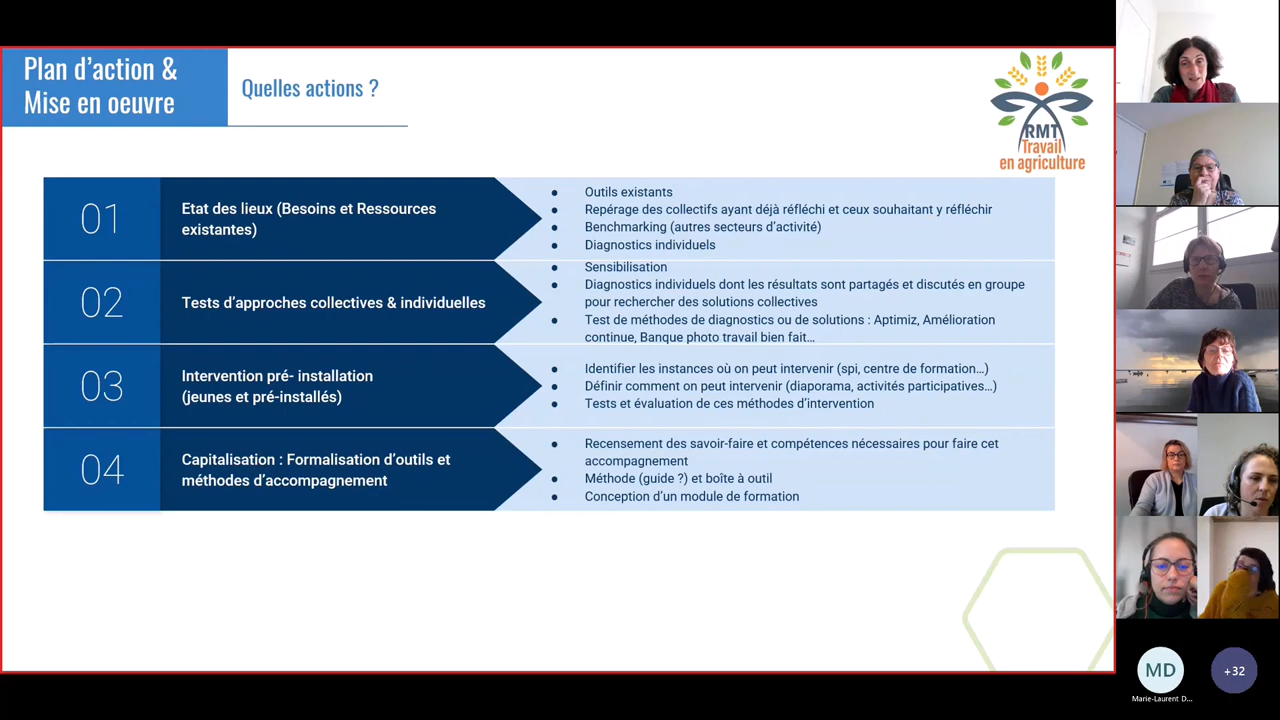 Plan d'action &
Mise en oeuvre
Quelles actions ?
RMT
Travail
en agriculture
01
Etat des lieux (Besoins et Ressources
existantes)
● Outils existants
● Repérage des collectifs ayant déjà réfléchi et ceux souhaitant y réfléchir
● Benchmarking (autres secteurs d'activité)
● Diagnostics individuels
02
Tests d'approches collectives & individuelles
● Sensibilisation
● Diagnostics individuels dont les résultats sont partagés et discutés en groupe
pour rechercher des solutions collectives
● Test de méthodes de diagnostics ou de solutions : Aptimiz, Amélioration
continue, Banque photo travail bien fait...
03
Intervention pré- installation
(jeunes et pré-installés)
● Identifier les instances où on peut intervenir (spi, centre de formation...)
● Définir comment on peut intervenir (diaporama, activités participatives...)
● Tests et évaluation de ces méthodes d'intervention
04
Capitalisation : Formalisation d'outils et
méthodes d'accompagnement
● Recensement des savoir-faire et compétences nécessaires pour faire cet
accompagnement
● Méthode (guide ?) et boîte à outil
● Conception d'un module de formation
MD
Marie-Laurent D...
+32